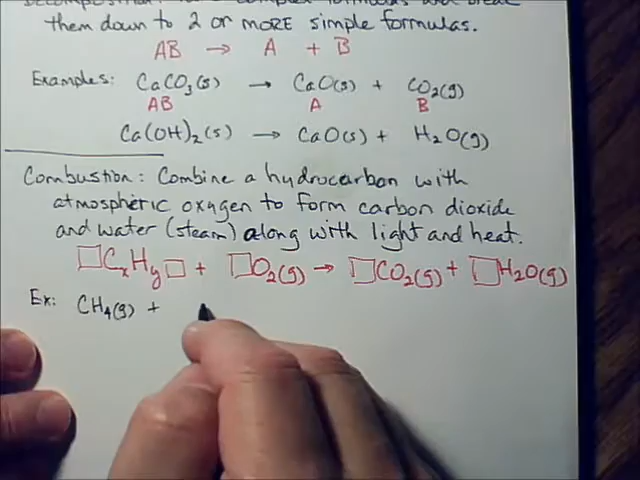 them down to 2 or MORE simple formulas.
AB → A + B
Examples: CaCO₃(s) → CaO(s) + CO₂(g)
AB A B
Ca(OH)₂(s) → CaO(s) + H₂O(g)
Combustion: Combine a hydrocarbon with
atmospheric oxygen to form carbon dioxide
and water (steam) along with light and heat.
□CₓHᵧ□ + □O₂(g) → □CO₂(g) + □H₂O(g)
Ex: CH₄(g) +